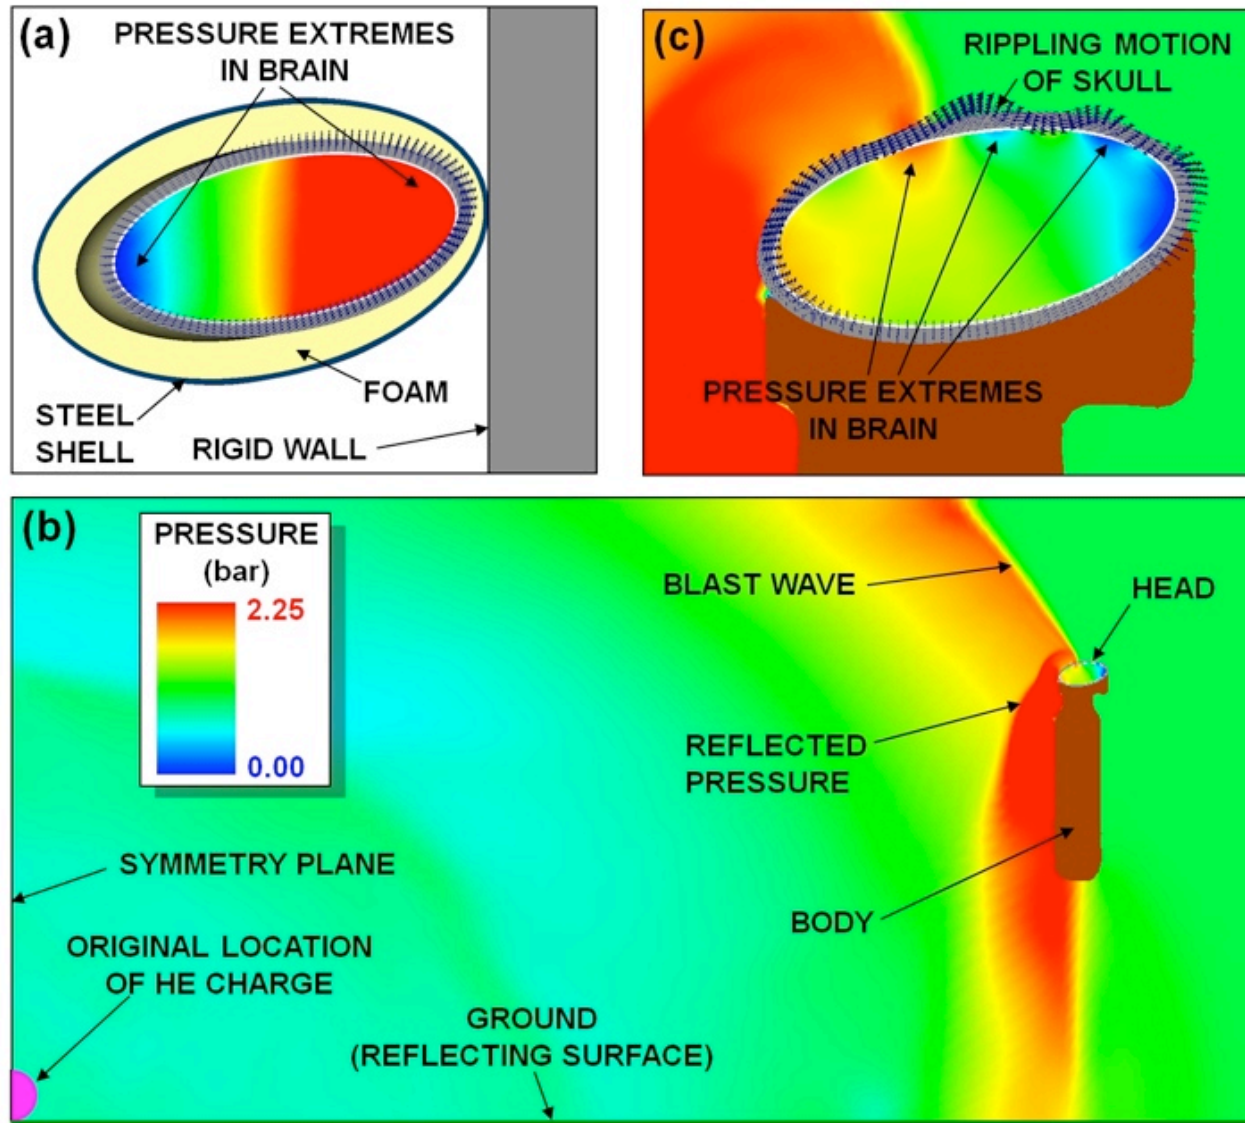 (a)
PRESSURE EXTREMES
IN BRAIN
FOAM
STEEL
SHELL
RIGID WALL
(c)
RIPPLING MOTION
OF SKULL
PRESSURE EXTREMES
IN BRAIN
(b)
PRESSURE
(bar)
2.25
0.00
BLAST WAVE
HEAD
REFLECTED
PRESSURE
SYMMETRY PLANE
BODY
ORIGINAL LOCATION
OF HE CHARGE
GROUND
(REFLECTING SURFACE)